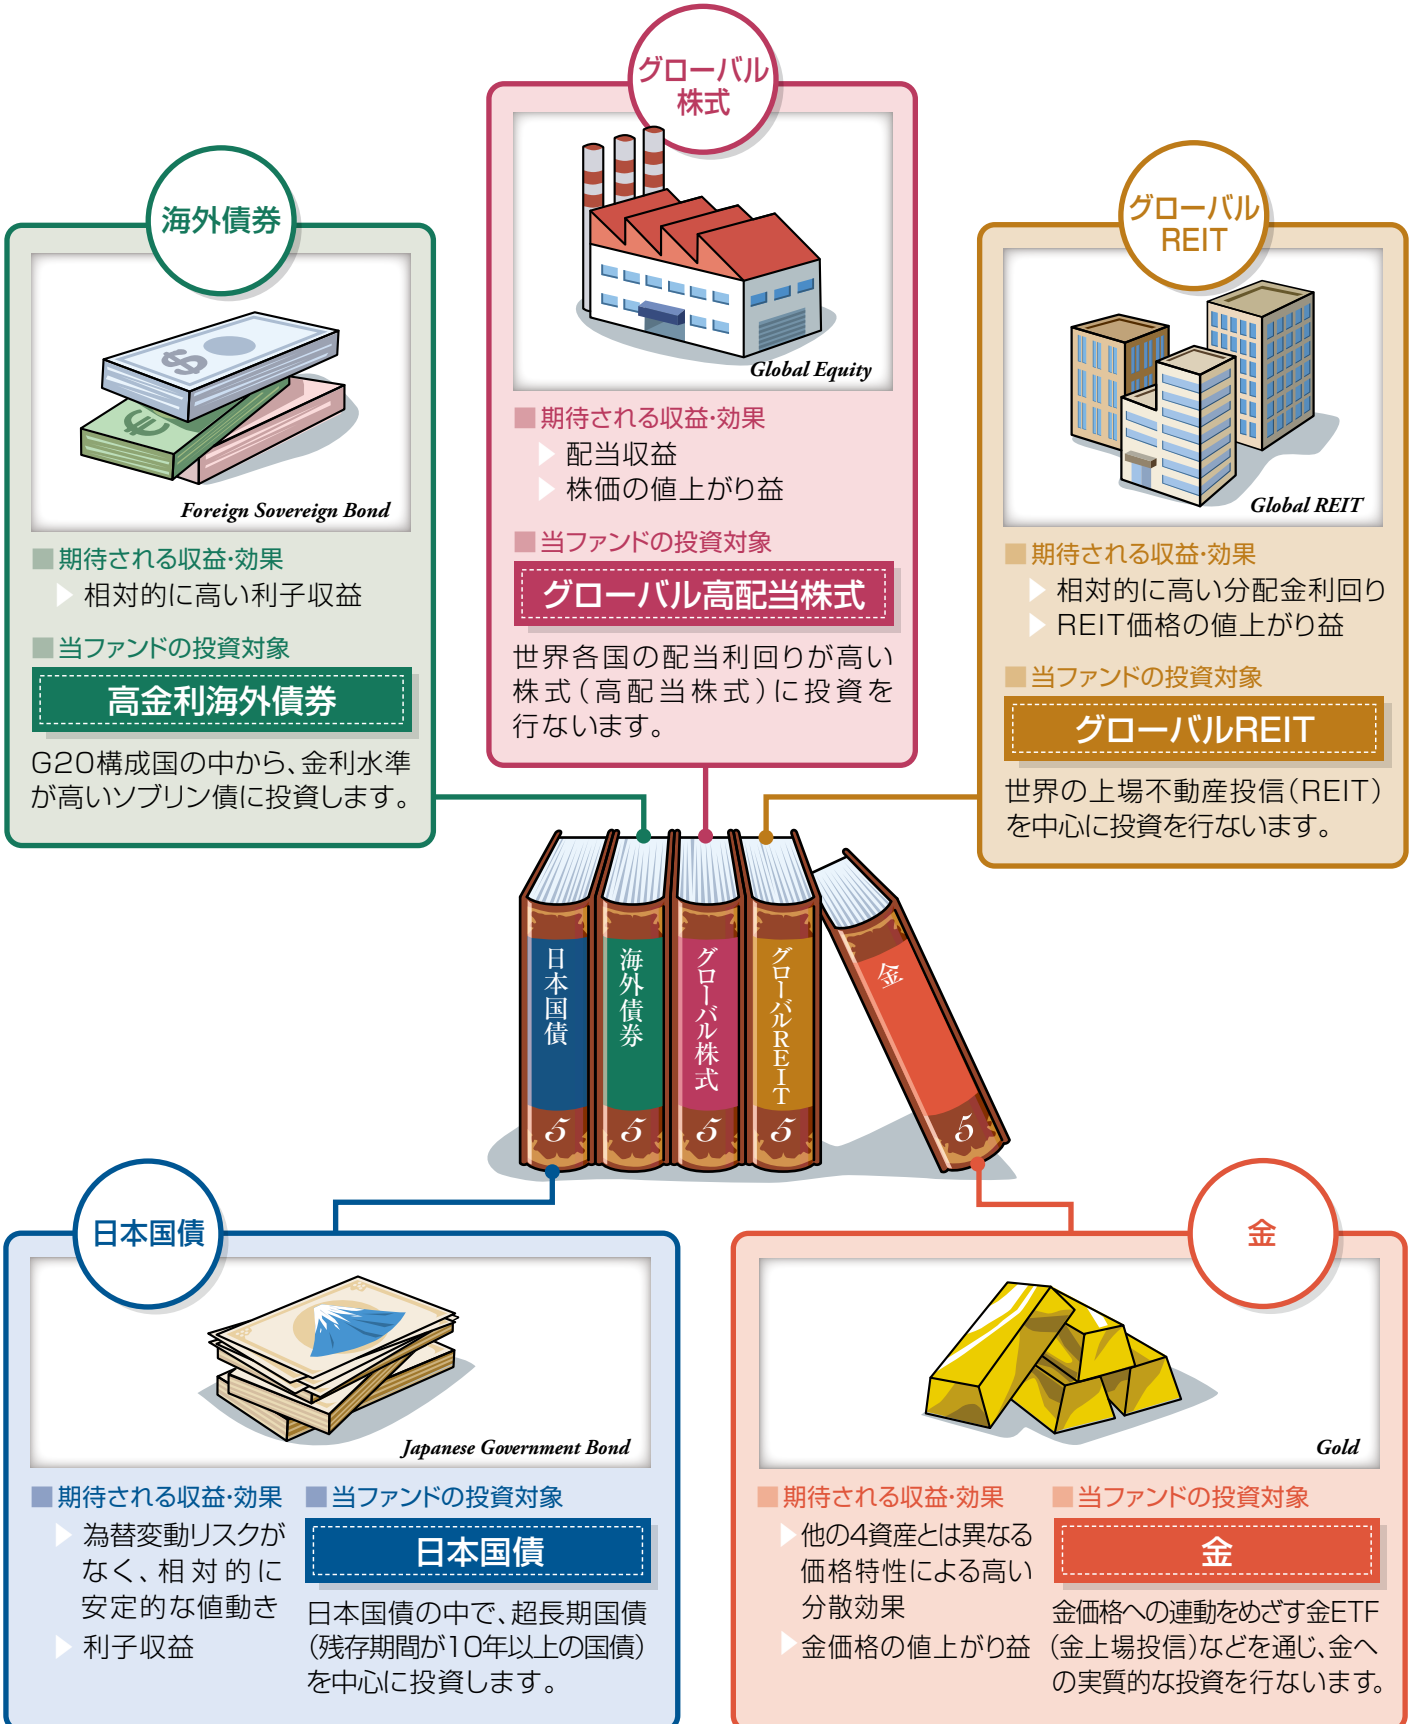 グローバル
株式
Global Equity
■期待される収益・効果
▶ 配当収益
▶ 株価の値上がり益
■当ファンドの投資対象
グローバル高配当株式
世界各国の配当利回りが高い
株式(高配当株式)に投資を
行ないます。
海外債券
Foreign Sovereign Bond
■期待される収益・効果
▶ 相対的に高い利子収益
■当ファンドの投資対象
高金利海外債券
G20構成国の中から、金利水準
が高いソブリン債に投資します。
グローバル
REIT
Global REIT
■期待される収益・効果
▶ 相対的に高い分配金利回り
▶ REIT価格の値上がり益
■当ファンドの投資対象
グローバルREIT
世界の上場不動産投信(REIT)
を中心に投資を行ないます。
日本国債
5
海外債券
5
グローバル株式
5
グローバルREIT
5
金
5
日本国債
Japanese Government Bond
■期待される収益・効果
▶ 為替変動リスクが
なく、相対的に
安定的な値動き
▶ 利子収益
■当ファンドの投資対象
日本国債
日本国債の中で、超長期国債
(残存期間が10年以上の国債)
を中心に投資します。
金
Gold
■期待される収益・効果
▶他の4資産とは異なる
価格特性による高い
分散効果
▶金価格の値上がり益
■当ファンドの投資対象
金
金価格への連動をめざす金ETF
(金上場投信)などを通じ、金へ
の実質的な投資を行ないます。